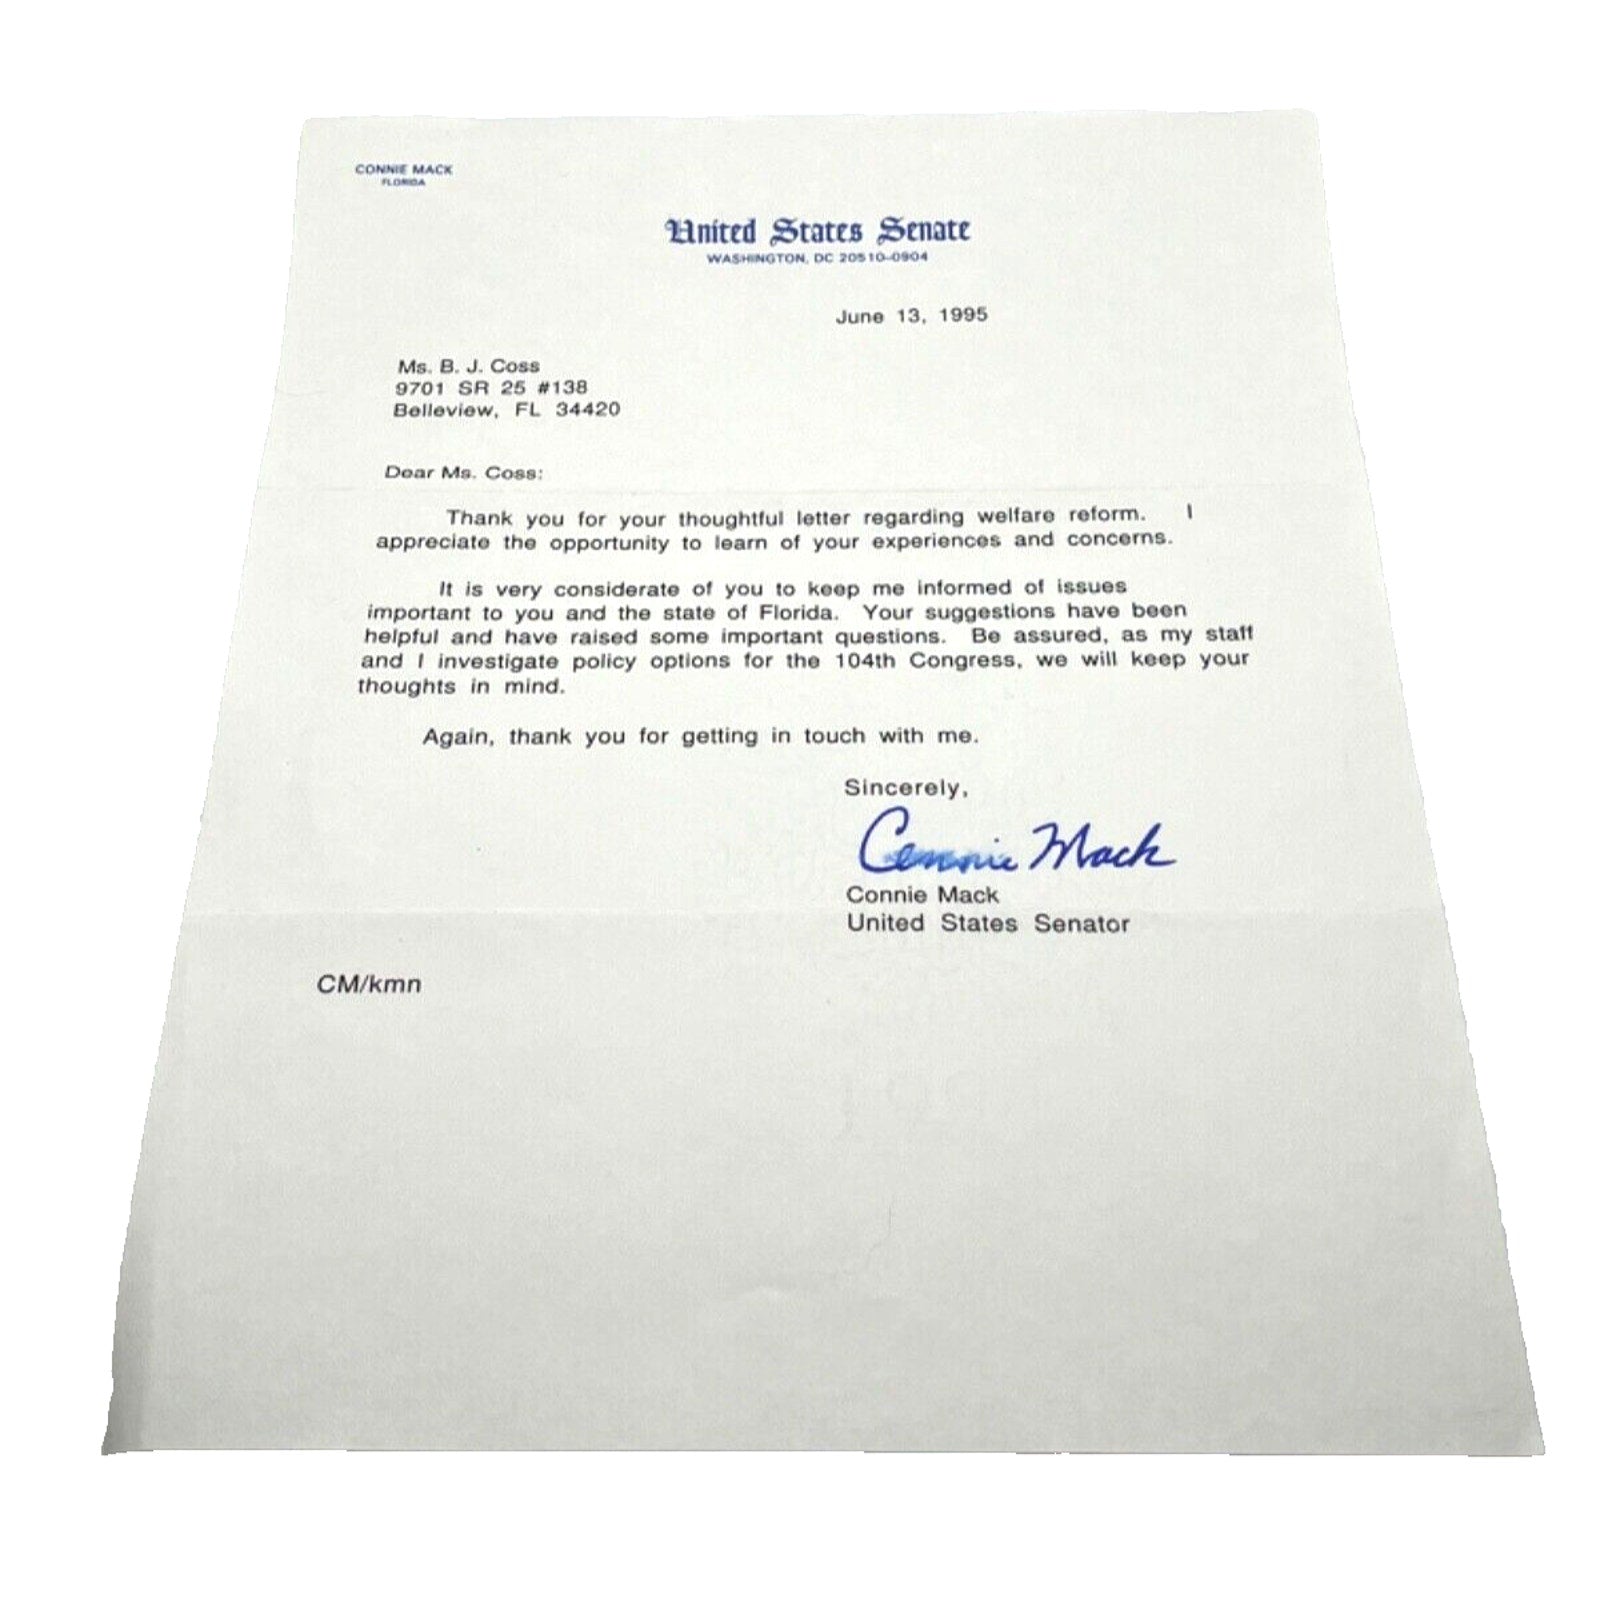 CONNIE MACK
FLORIDA
United States Senate
WASHINGTON, DC 20510-0904
June 13, 1995
Ms. B. J. Coss
9701 SR 25 #138
Belleview, FL 34420
Dear Ms. Coss:
Thank you for your thoughtful letter regarding welfare reform. I
appreciate the opportunity to learn of your experiences and concerns.
It is very considerate of you to keep me informed of issues
important to you and the state of Florida. Your suggestions have been
helpful and have raised some important questions. Be assured, as my staff
and I investigate policy options for the 104th Congress, we will keep your
thoughts in mind.
Again, thank you for getting in touch with me.
Sincerely,
Connie Mack
Connie Mack
United States Senator
CM/kmn